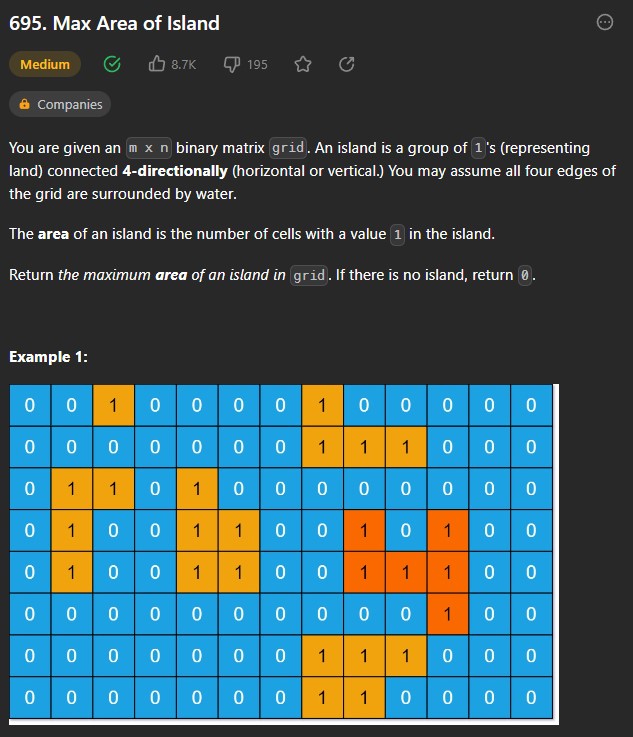 695. Max Area of Island
Medium 8.7K 195
Companies
You are given an m x n binary matrix grid. An island is a group of 1's (representing
land) connected 4-directionally (horizontal or vertical.) You may assume all four edges of
the grid are surrounded by water.
The area of an island is the number of cells with a value 1 in the island.
Return the maximum area of an island in grid. If there is no island, return 0.
Example 1:
0 0 1 0 0 0 0 1 0 0 0 0 0
0 0 0 0 0 0 0 1 1 1 0 0 0
0 1 1 0 1 0 0 0 0 0 0 0 0
0 1 0 0 1 1 0 0 1 0 1 0 0
0 1 0 0 1 1 0 0 1 1 1 0 0
0 0 0 0 0 0 0 0 0 0 1 0 0
0 0 0 0 0 0 0 1 1 1 0 0 0
0 0 0 0 0 0 0 1 1 0 0 0 0